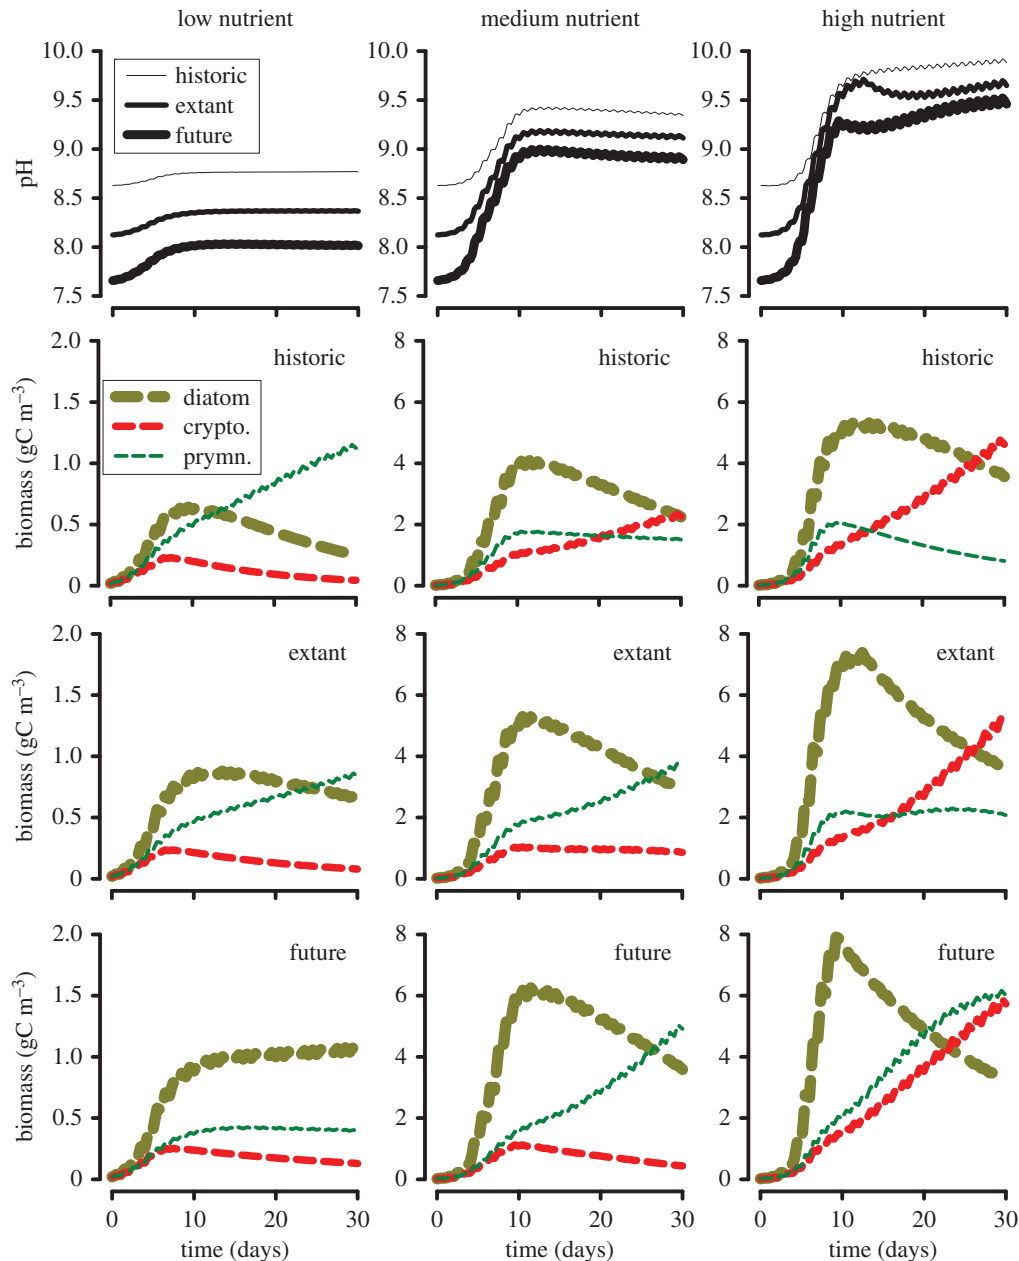 low nutrient medium nutrient high nutrient
10.0 10.0 10.0
historic
extant
future
9.5 9.5 9.5
9.0 9.0 9.0
pH
8.5 8.5 8.5
8.0 8.0 8.0
7.5 7.5 7.5
2.0 8 8
historic historic historic
diatom
crypto.
prymn.
1.5 6 6
biomass (gC m⁻³)
1.0 4 4
0.5 2 2
0 0 0
2.0 8 8
extant extant extant
1.5 6 6
biomass (gC m⁻³)
1.0 4 4
0.5 2 2
0 0 0
2.0 8 8
future future future
1.5 6 6
biomass (gC m⁻³)
1.0 4 4
0.5 2 2
0 0 0
0 10 20 30 0 10 20 30 0 10 20 30
time (days) time (days) time (days)